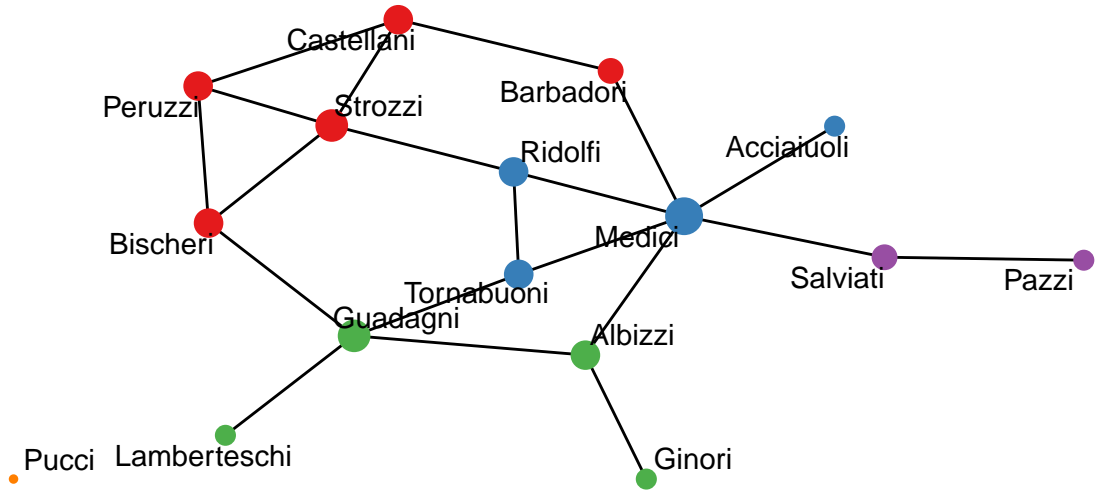 Castellani
Peruzzi
Strozzi
Barbadori
Ridolfi
Acciaiuoli
Bischeri
Medici
Tornabuoni
Salviati
Pazzi
Guadagni
Albizzi
Pucci
Lamberteschi
Ginori